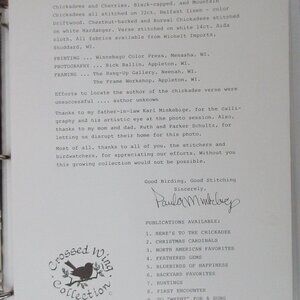 Chickadees and Cherries, Black-capped, and Mountain
Chickadees all stitched on 32ct. Belfast linen - color
Driftwood. Chestnut-backed and Boreal Chickadees stitched
on white Hardanger. Verse stitched on white 14ct. Aida
cloth. All fabrics available from Wichelt Imports,
Stoddard, WI.
PRINTING ... Winnebago Color Press, Menasha, WI.
PHOTOGRAPHY ... Rick Ballin, Appleton, WI.
FRAMING ... The Hang-Up Gallery, Neenah, WI.
The Frame Workshop, Appleton, WI.
Efforts to locate the author of the chickadee verse were
unsuccessful .... author unknown
Thanks to my father-in-law Karl Minkebige, for the calli-
graphy and his artistic eye at the photo session. Also,
thanks to my mom and dad, Ruth and Parker Schultz, for
letting us disrupt their home for this photo.
Most of all, thanks to all of you, the stitchers and
birdwatchers, for appreciating our efforts. Without you
this growing collection would not be possible.
Good Birding, Good Stitching
Sincerely,
PUBLICATIONS AVAILABLE:
1. HERE'S TO THE CHICKADEE
2. CHRISTMAS CARDINALS
3. NORTH AMERICAN FAVORITES
4. FEATHERED GEMS
5. BLUEBIRDS OF HAPPINESS
6. BACKYARD FAVORITES
7. BUNTINGS
8. FIRST ENCOUNTER
Crossed Wing
Collection